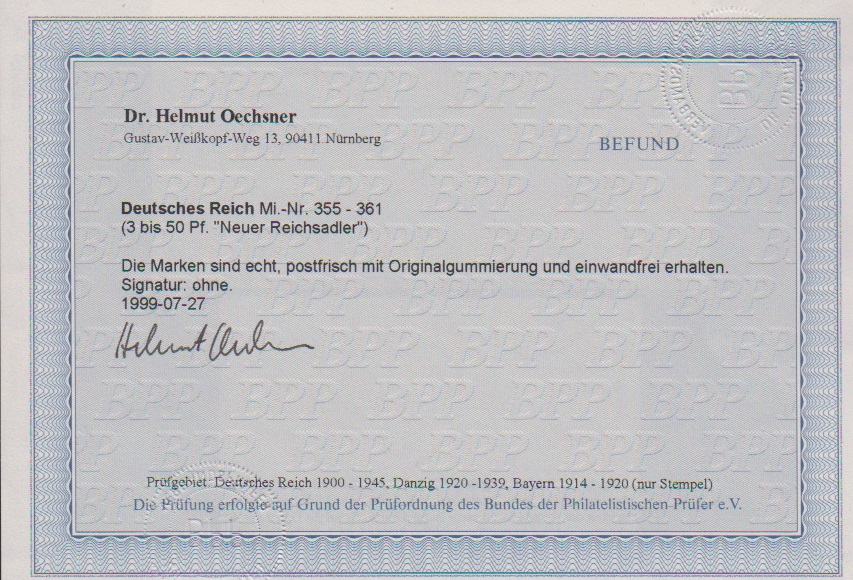 Dr. Helmut Oechsner
Gustav-Weißkopf-Weg 13, 90411 Nürnberg
BEFUND
Deutsches Reich Mi.-Nr. 355 - 361
(3 bis 50 Pf. "Neuer Reichsadler")
Die Marken sind echt, postfrisch mit Originalgummierung und einwandfrei erhalten.
Signatur: ohne.
1999-07-27
Helmut Oechsner
Prüfgebiet: Deutsches Reich 1900 - 1945, Danzig 1920 -1939, Bayern 1914 - 1920 (nur Stempel)
Die Prüfung erfolgte auf Grund der Prüfordnung des Bundes der Philatelistischen Prüfer e.V.